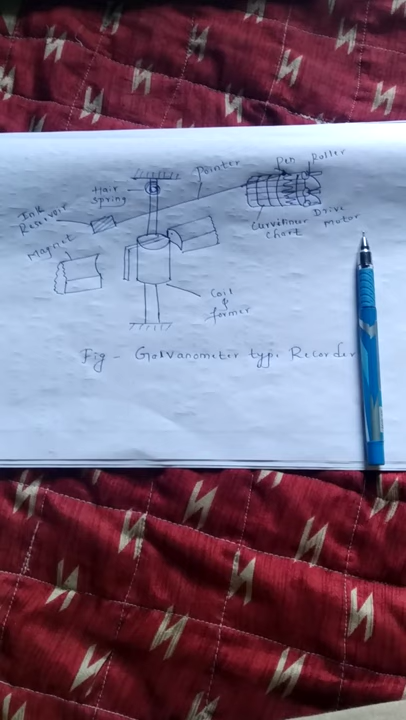 Pointer
Pen
Roller
Hair
spring
Ink
Reservoir
Magnet
Curvilinear
chart
Drive
motor
Coil
&
former
Fig - Galvanometer type Recorder